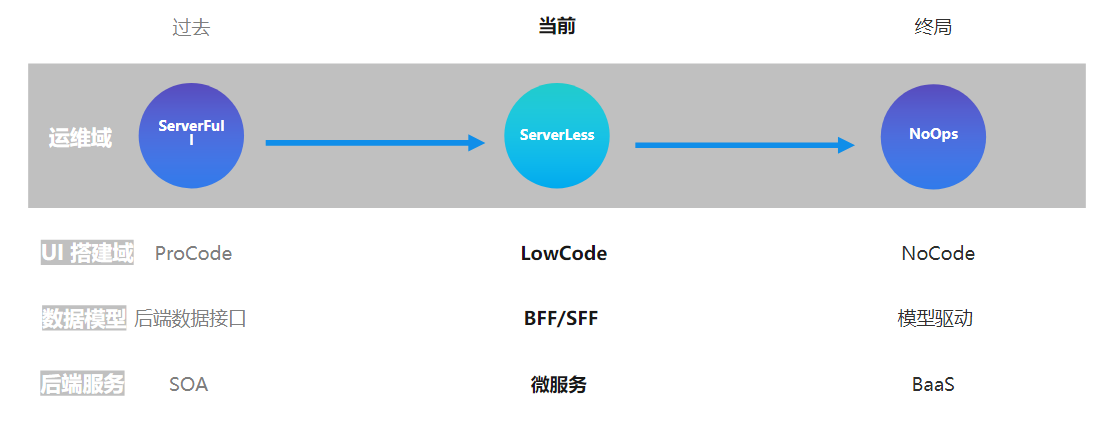 过去 当前 终局
运维域 ServerFul
l ServerLess NoOps
UI 搭建域 ProCode LowCode NoCode
数据模型 后端数据接口 BFF/SFF 模型驱动
后端服务 SOA 微服务 BaaS